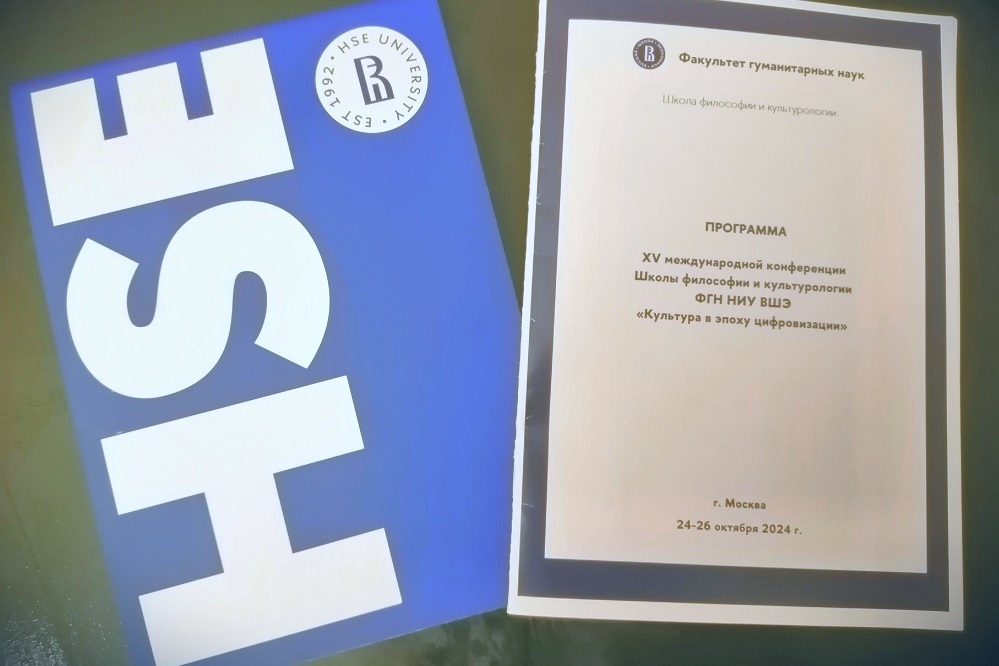 HSE
HSE UNIVERSITY • EST 1992 •
Факультет гуманитарных наук
Школа философии и культурологии
ПРОГРАММА
XV международной конференции
Школы философии и культурологии
ФГН НИУ ВШЭ
«Культура в эпоху цифровизации»
г. Москва
24-26 октября 2024 г.